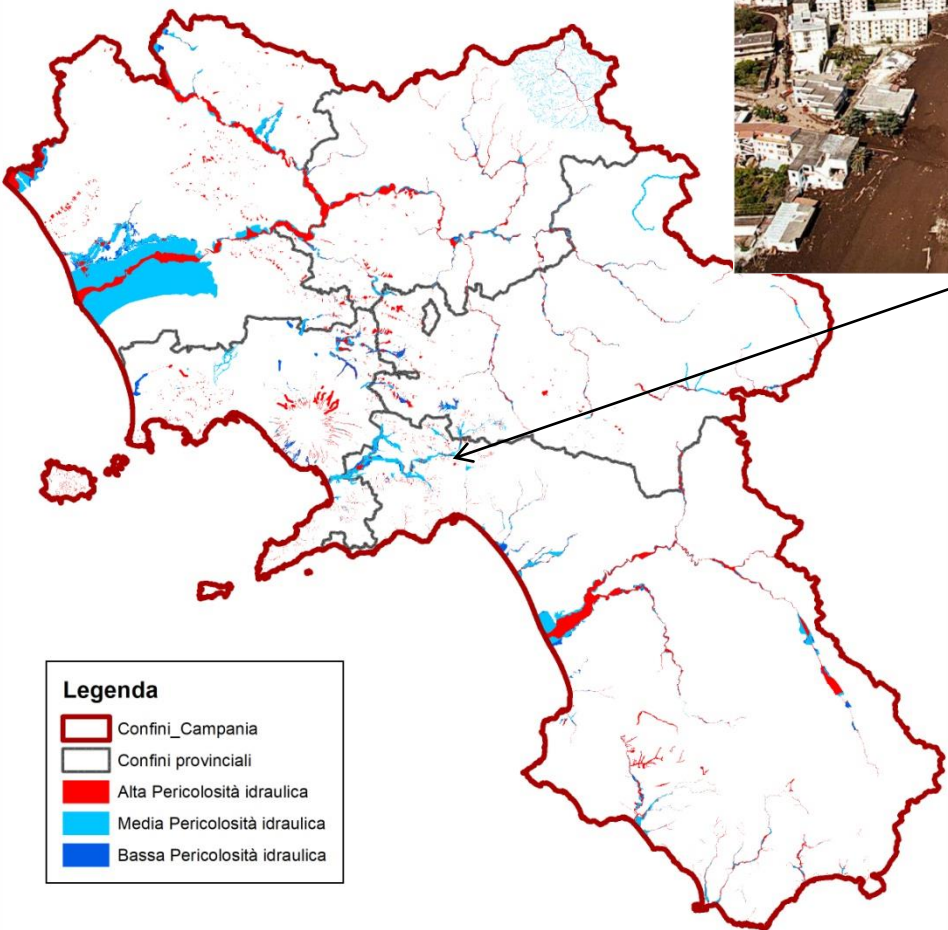 Legenda
Confini_Campania
Confini provinciali
Alta Pericolosità idraulica
Media Pericolosità idraulica
Bassa Pericolosità idraulica